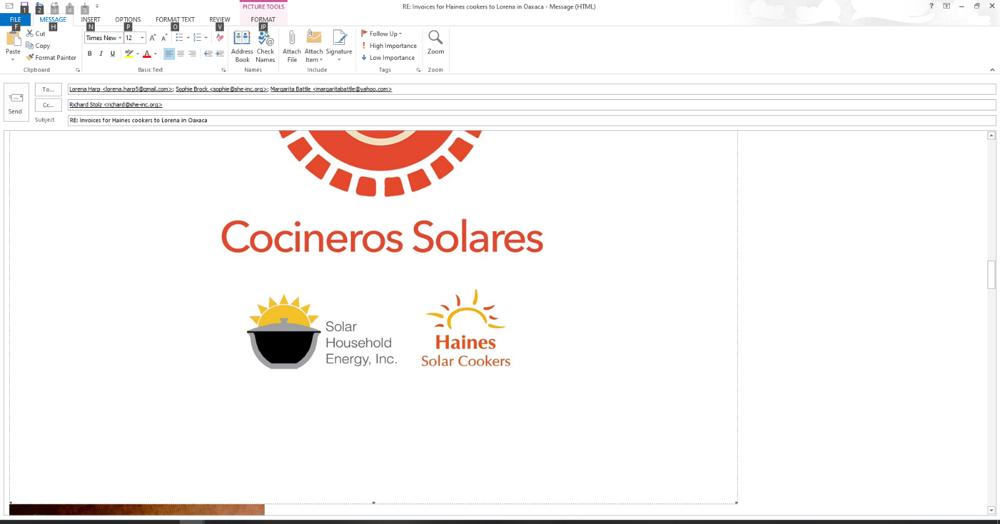 PICTURE TOOLS
RE: Invoices for Haines cookers to Lorena in Oaxaca - Message (HTML)
?
1 2 3 4 5
FILE MESSAGE INSERT OPTIONS FORMAT TEXT REVIEW FORMAT
F H N P O V JP
Paste
Cut
Copy
Format Painter
Clipboard
Times New 12
B I U
Basic Text
Address Book
Check Names
Names
Attach File
Attach Item
Signature
Include
Follow Up
High Importance
Low Importance
Tags
Zoom
Zoom
Send
To... Lorena Harp <lorena.harp5@gmail.com>; Sophie Brock <sophie@she-inc.org>; Margarita Battle <margaritabattle@yahoo.com>
Cc... Richard Stolz <richard@she-inc.org>
Subject RE: Invoices for Haines cookers to Lorena in Oaxaca
Cocineros Solares
Solar
Household
Energy, Inc.
Haines
Solar Cookers